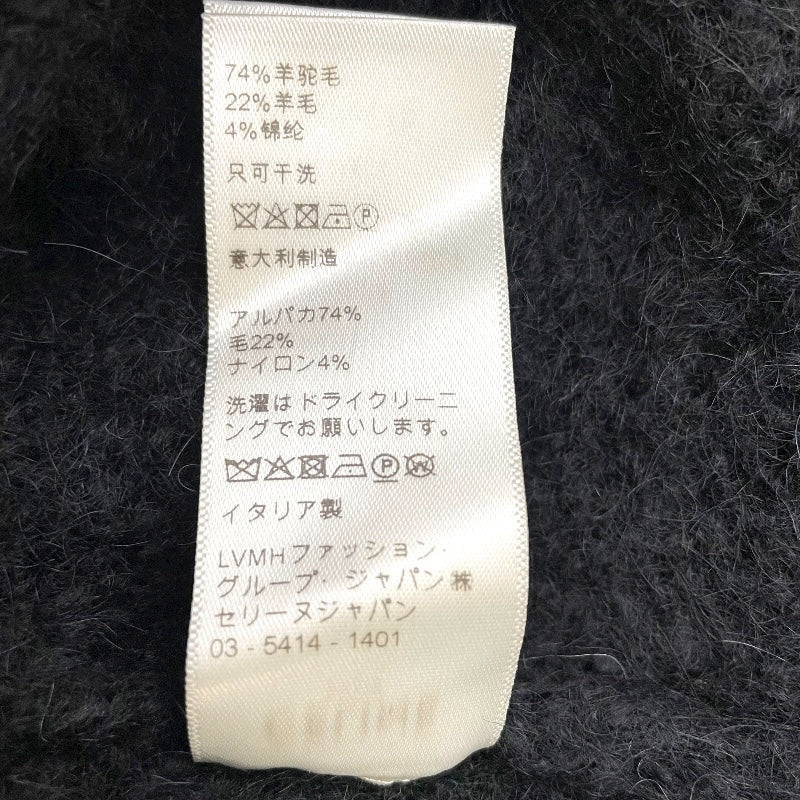 74%羊驼毛
22%羊毛
4%锦纶
只可干洗
P
意大利制造
アルパカ74%
毛22%
ナイロン4%
洗濯はドライクリーニ
ングでお願いします。
P W
イタリア製
LVMHファッション・
グループ・ジャパン㈱
セリーヌジャパン
03-5414-1401